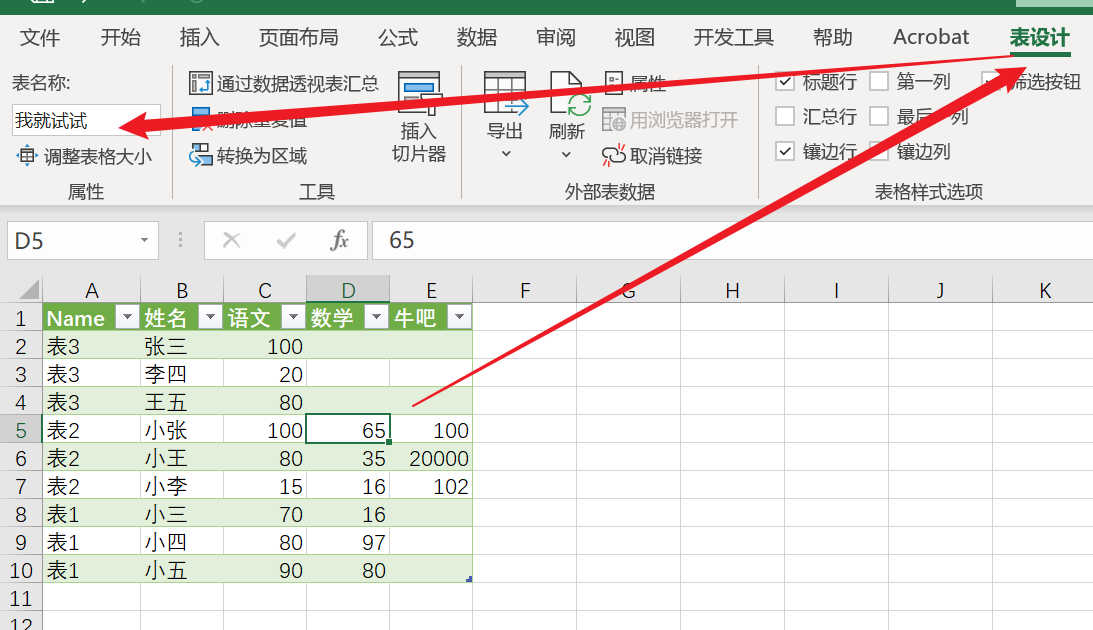 文件 开始 插入 页面布局 公式 数据 审阅 视图 开发工具 帮助 Acrobat 表设计
表名称:
我就试试
调整表格大小
属性
通过数据透视表汇总
删除重复值
转换为区域
插入
切片器
工具
导出
刷新
属性
用浏览器打开
取消链接
外部表数据
标题行 第一列 筛选按钮
汇总行 最后一列
镶边行 镶边列
表格样式选项
D5 fx 65
A B C D E F G H I J K
1 Name 姓名 语文 数学 牛吧
2 表3 张三 100
3 表3 李四 20
4 表3 王五 80
5 表2 小张 100 65 100
6 表2 小王 80 35 20000
7 表2 小李 15 16 102
8 表1 小三 70 16
9 表1 小四 80 97
10 表1 小五 90 80
11
12